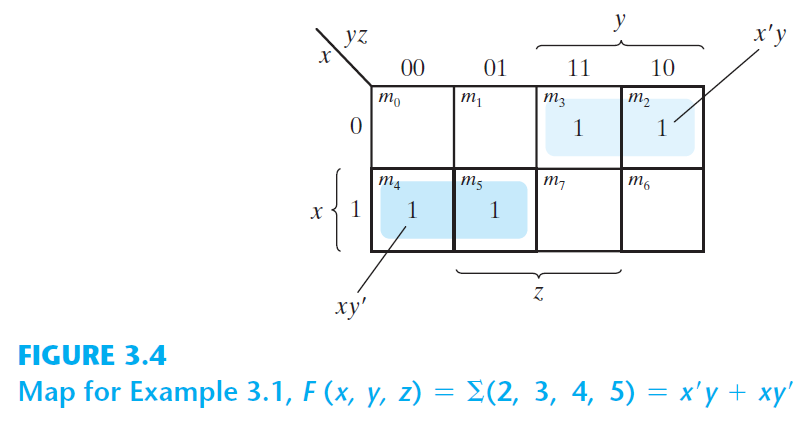 y
x'y
yz
x
00 01 11 10
m0 m1 m3 m2
0 1 1
m4 m5 m7 m6
x { 1 1 1
z
xy'
FIGURE 3.4
Map for Example 3.1, F (x, y, z) = Σ(2, 3, 4, 5) = x'y + xy'